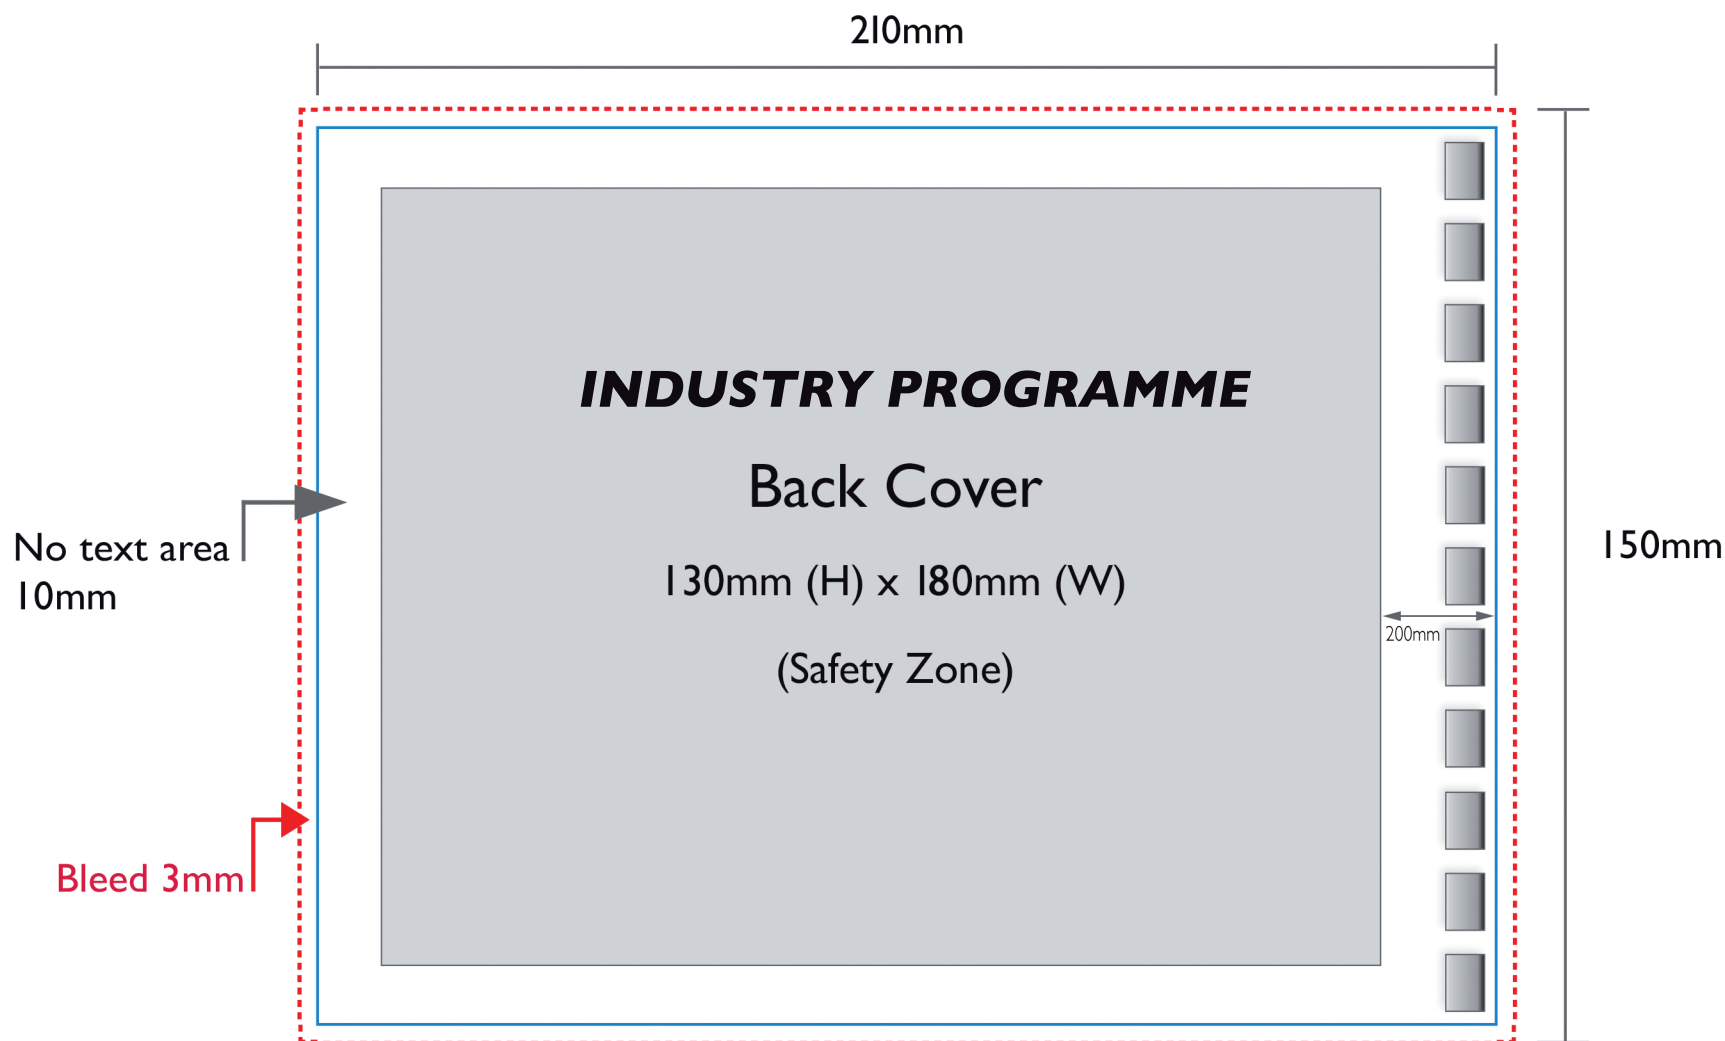 210mm
INDUSTRY PROGRAMME
Back Cover
No text area
10mm
130mm (H) x 180mm (W)
150mm
200mm
(Safety Zone)
Bleed 3mm